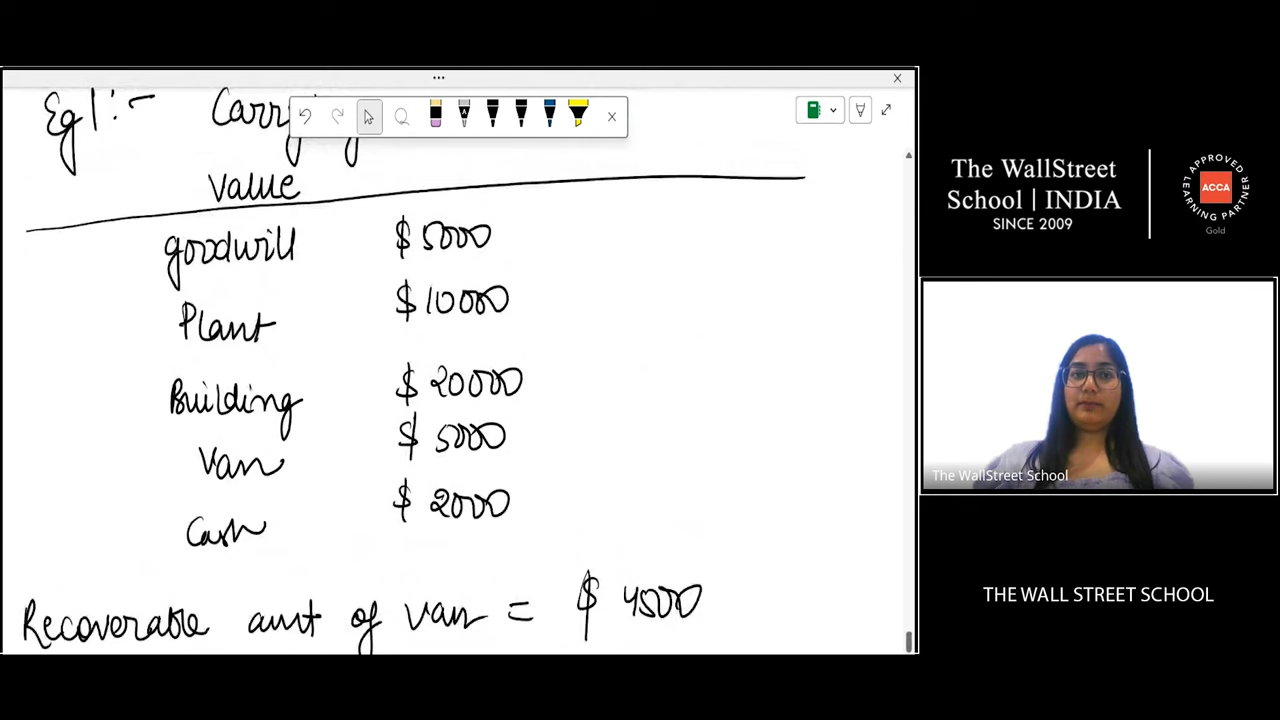 Eg 1:- Carry
value
goodwill $ 5000
Plant $ 10000
Building $ 20000
Van $ 5000
Cash $ 2000
Recoverable amt of van = $ 4500
The WallStreet
School | INDIA
SINCE 2009
APPROVED
LEARNING PARTNER
ACCA
Gold
The WallStreet School
THE WALL STREET SCHOOL